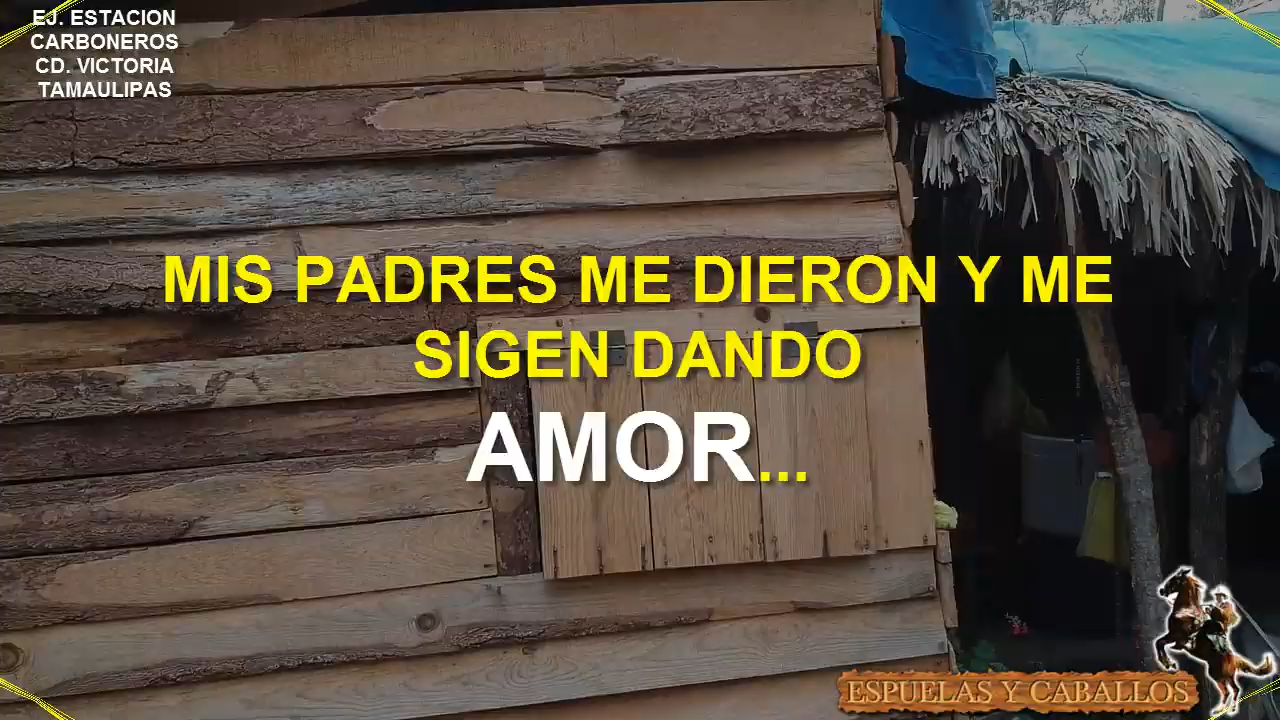 EJ. ESTACION
CARBONEROS
CD. VICTORIA
TAMAULIPAS
MIS PADRES ME DIERON Y ME
SIGEN DANDO
AMOR...
ESPUELAS Y CABALLOS